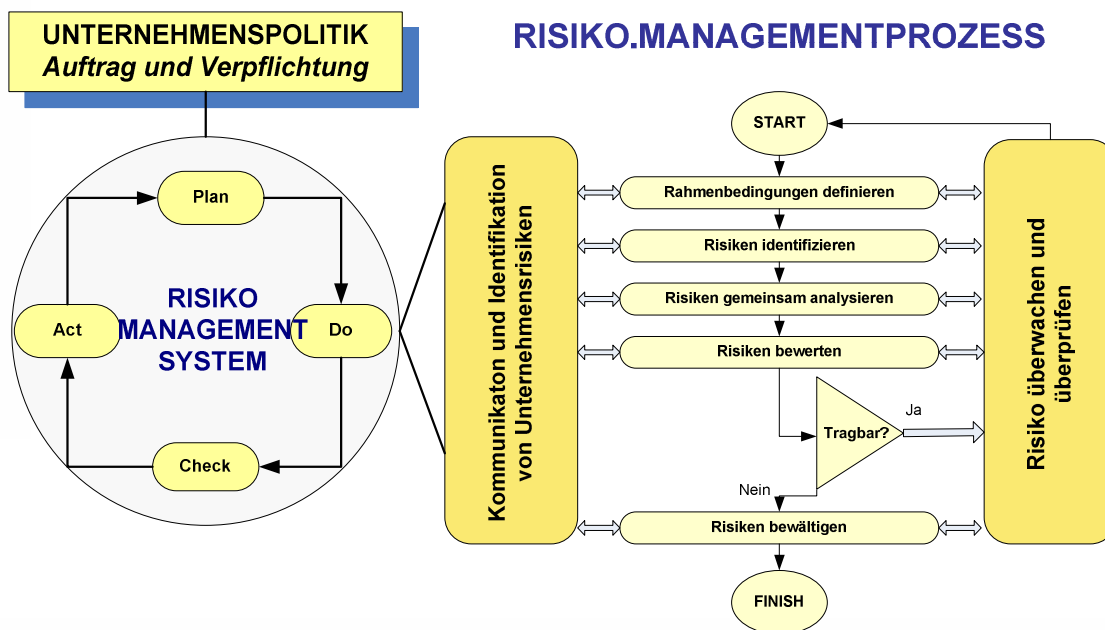 UNTERNEHMENSPOLITIK
Auftrag und Verpflichtung
RISIKO.MANAGEMENTPROZESS
Plan
Act
RISIKO
MANAGEMENT
SYSTEM
Do
Check
Kommunikaton und Identifikation
von Unternehmensrisiken
START
Rahmenbedingungen definieren
Risiken identifizieren
Risiken gemeinsam analysieren
Risiken bewerten
Tragbar?
Ja
Nein
Risiken bewältigen
FINISH
Risiko überwachen und
überprüfen